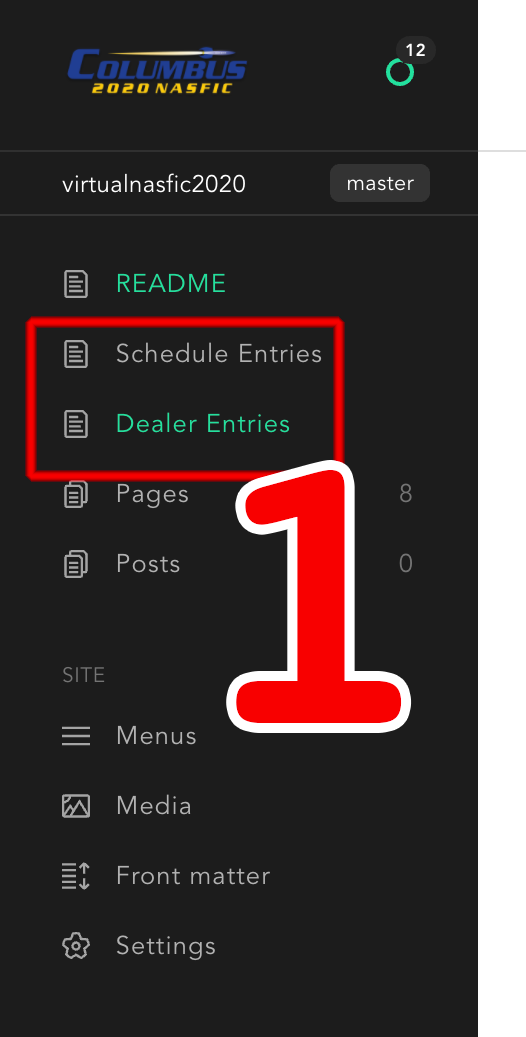 12
COLUMBUS
2020 NASFIC
virtualnasfic2020 master
README
Schedule Entries
Dealer Entries
Pages 8
Posts 0
1
SITE
Menus
Media
Front matter
Settings